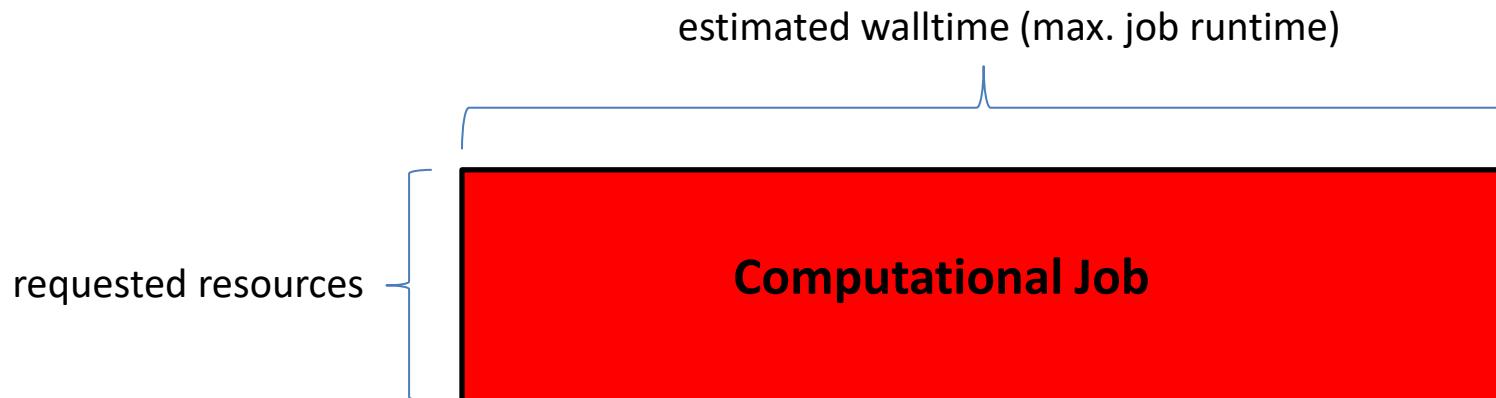 estimated walltime (max. job runtime)
requested resources
Computational Job